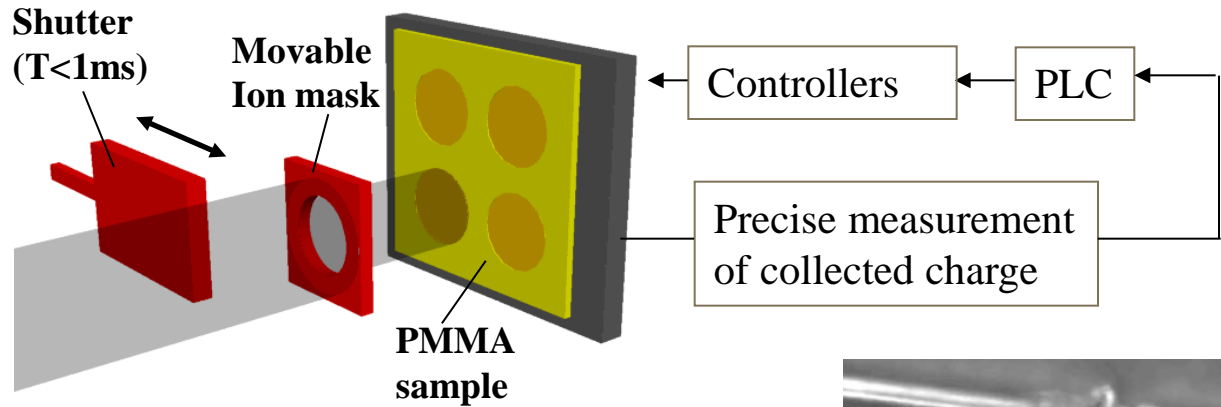 Shutter
(T<1ms)
Movable
Ion mask
Controllers
PLC
Precise measurement
of collected charge
PMMA
sample